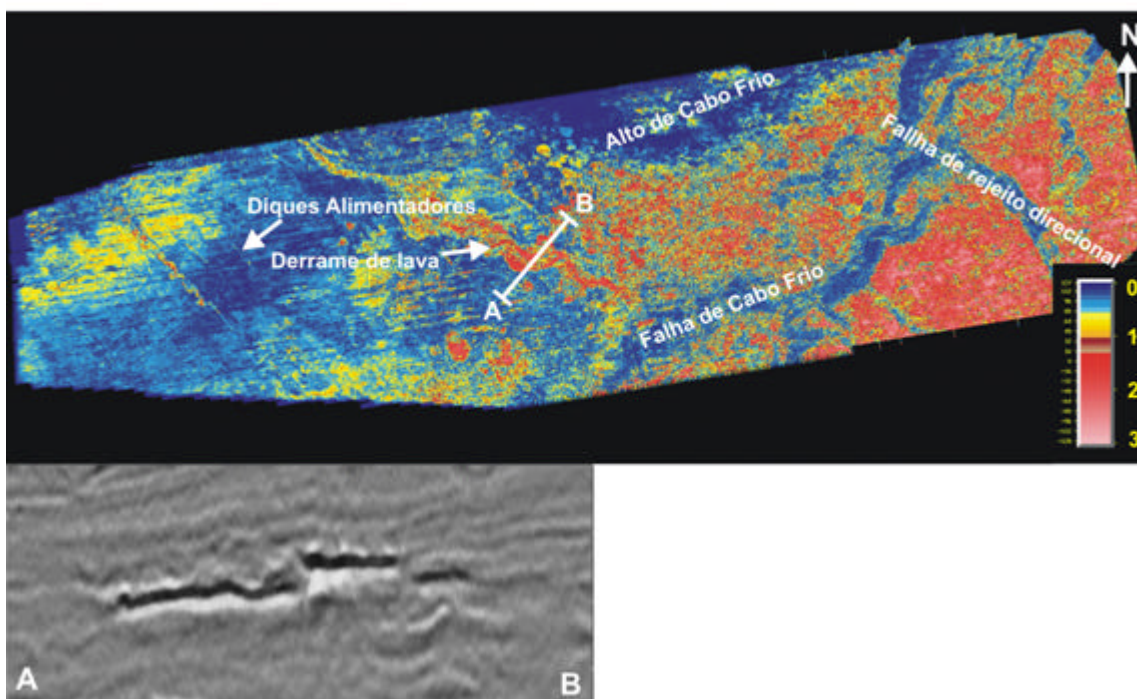 N
Alto de Cabo Frio
Fallha de rejeito direcional
Diques Alimentadores
B
Derrame de lava
A
Falha de Cabo Frio
0
1
2
3
A
B